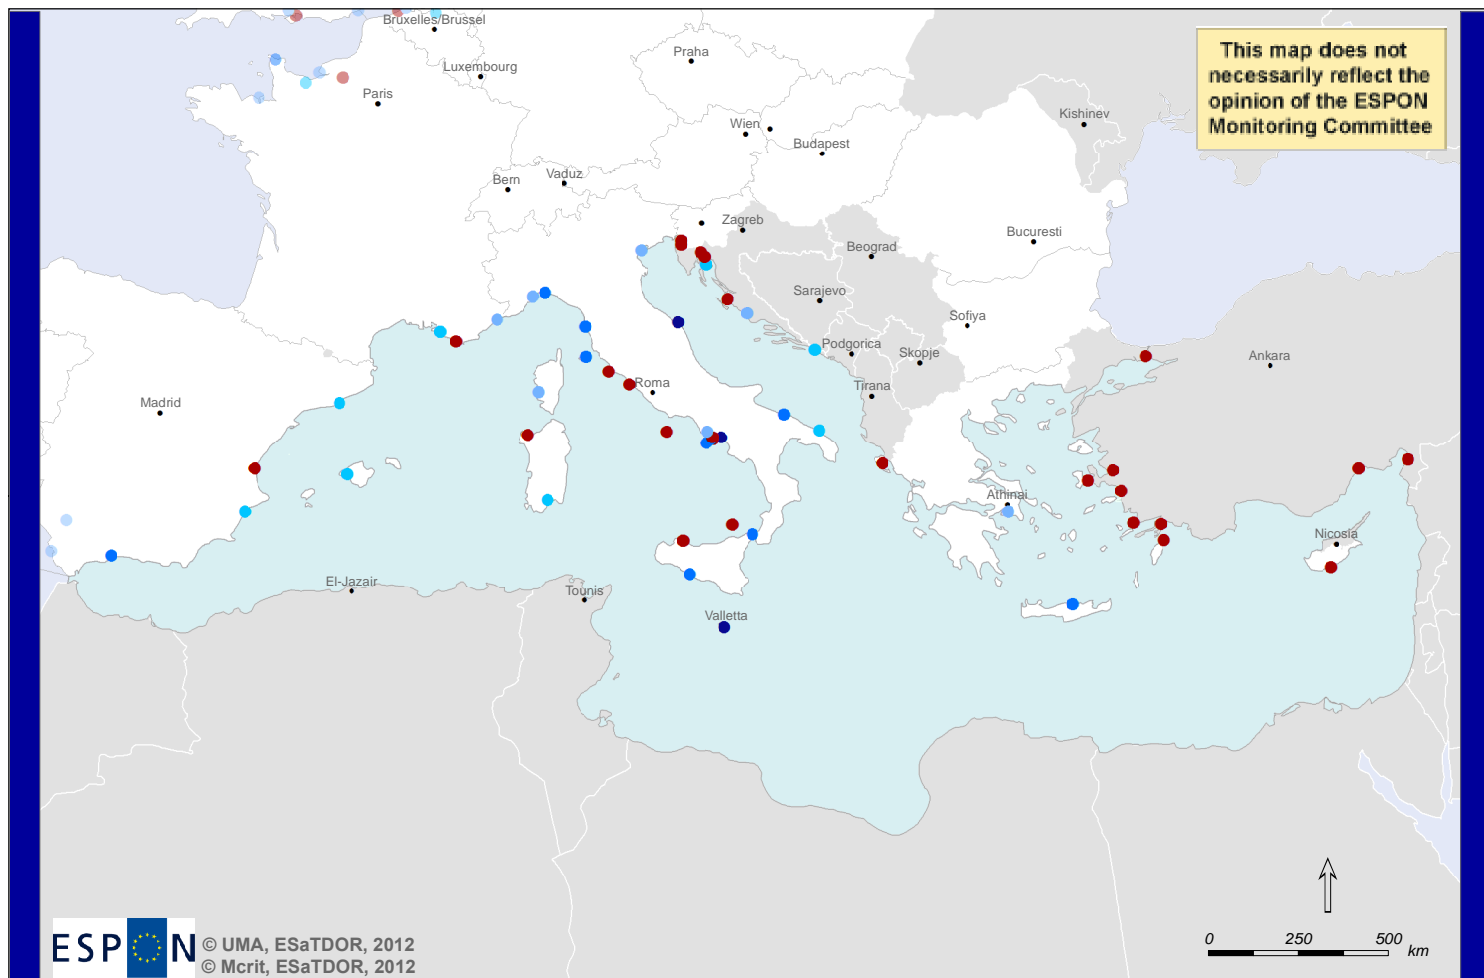 Bruxelles/Brussel
This map does not
necessarily reflect the
opinion of the ESPON
Monitoring Committee
Praha
Luxembourg
Paris
Kishinev
Wien
Budapest
Bern
Vaduz
Zagreb
Bucuresti
Beograd
Sarajevo
Sofiya
Podgorica
Skopje
Ankara
Tirana
Roma
Madrid
Athinai
Nicosia
El-Jazair
Tounis
Valletta
ESPON
© UMA, ESaTDOR, 2012
© Mcrit, ESaTDOR, 2012
0 250 500 km